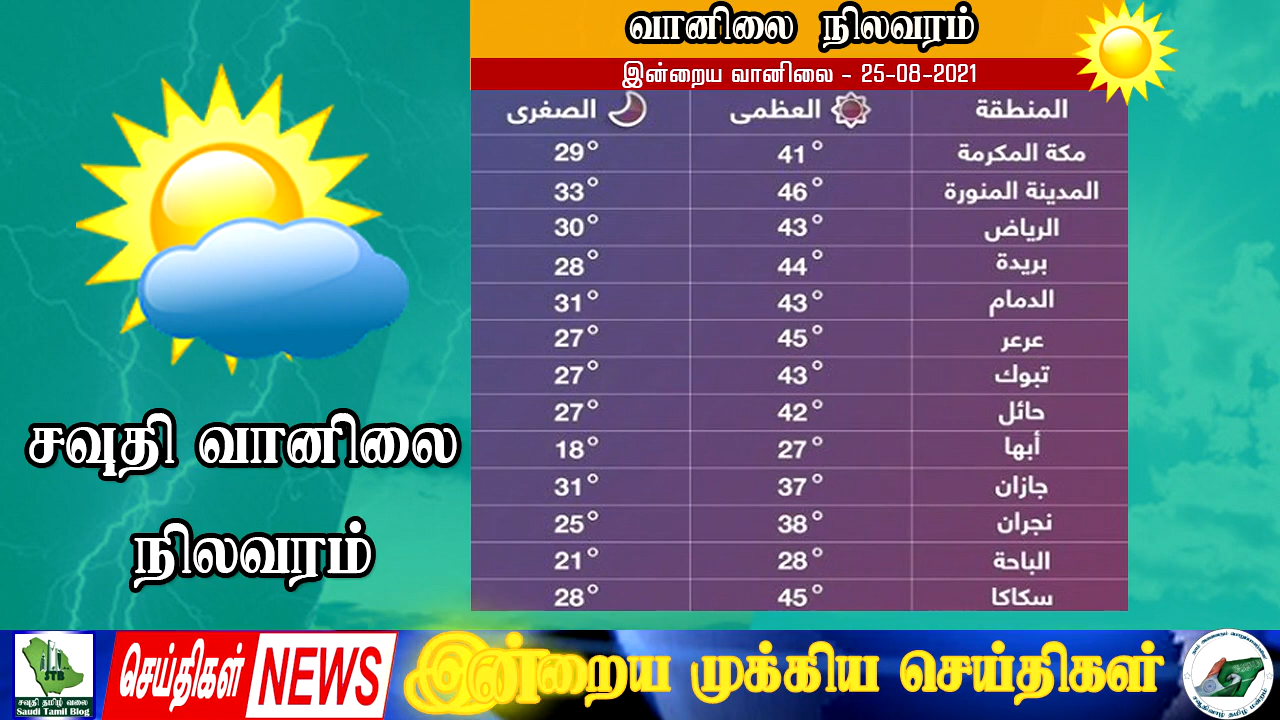 வானிலை நிலவரம்
இன்றைய வானிலை - 25-08-2021
المنطقة العظمى الصغرى
مكة المكرمة 41° 29°
المدينة المنورة 46° 33°
الرياض 43° 30°
بريدة 44° 28°
الدمام 43° 31°
عرعر 45° 27°
تبوك 43° 27°
حائل 42° 27°
أبها 27° 18°
جازان 37° 31°
نجران 38° 25°
الباحة 28° 21°
سكاكا 45° 28°
சவுதி வானிலை
நிலவரம்
STB
சவுதி தமிழ் வலை
Saudi Tamil Blog
செய்திகள் NEWS
இன்றைய முக்கிய செய்திகள்